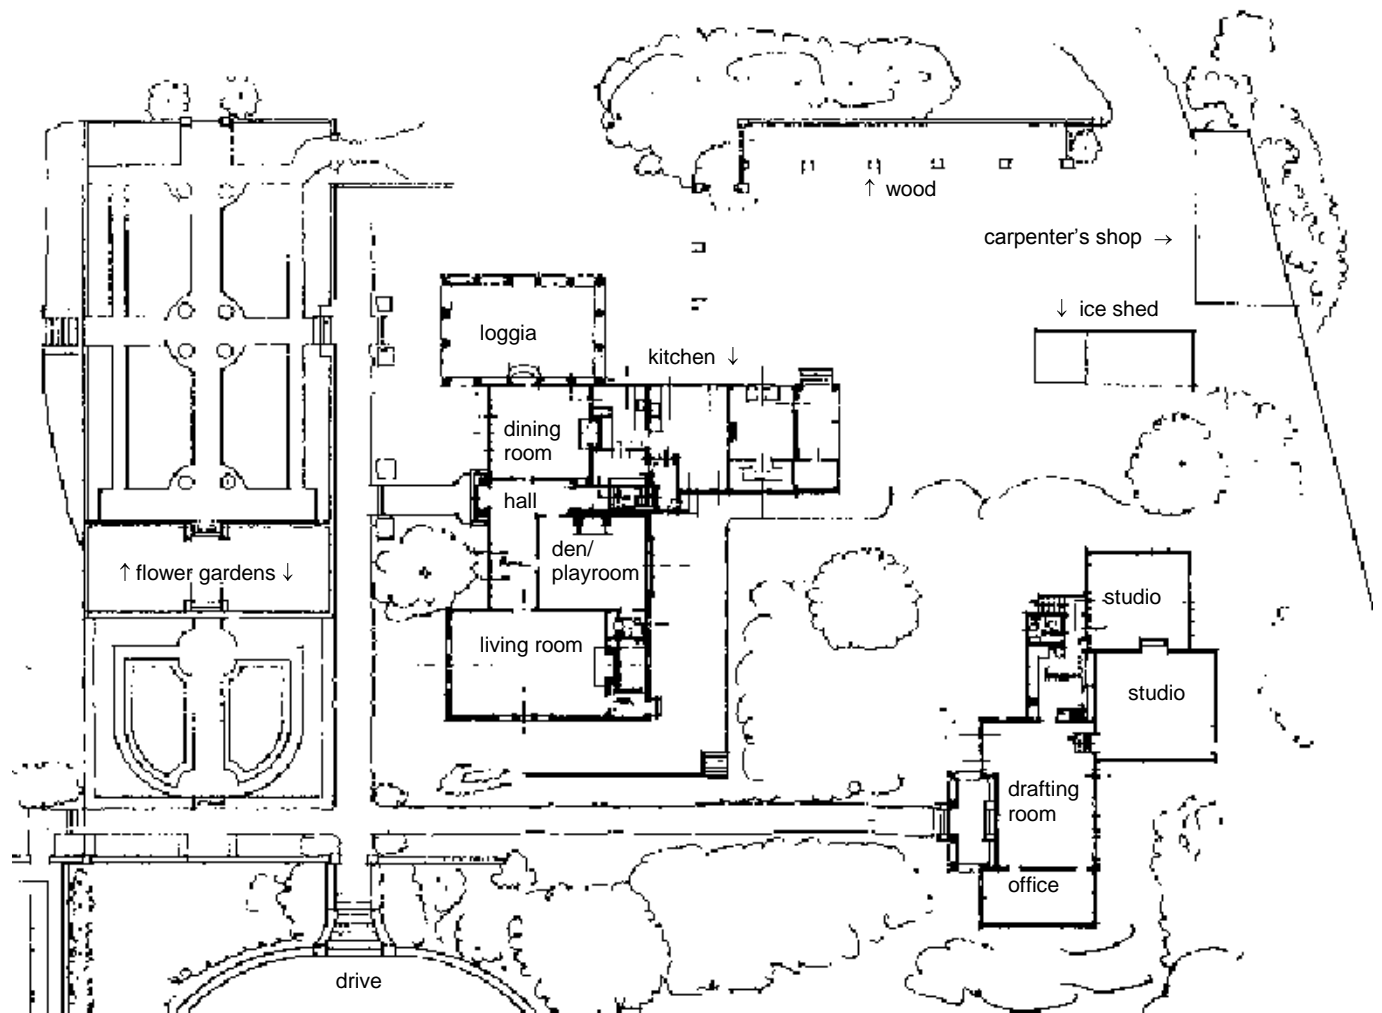 ↑ wood
carpenter's shop →
↓ ice shed
loggia
kitchen ↓
dining
room
hall
den/
playroom
↑ flower gardens ↓
studio
living room
studio
drafting
room
office
drive